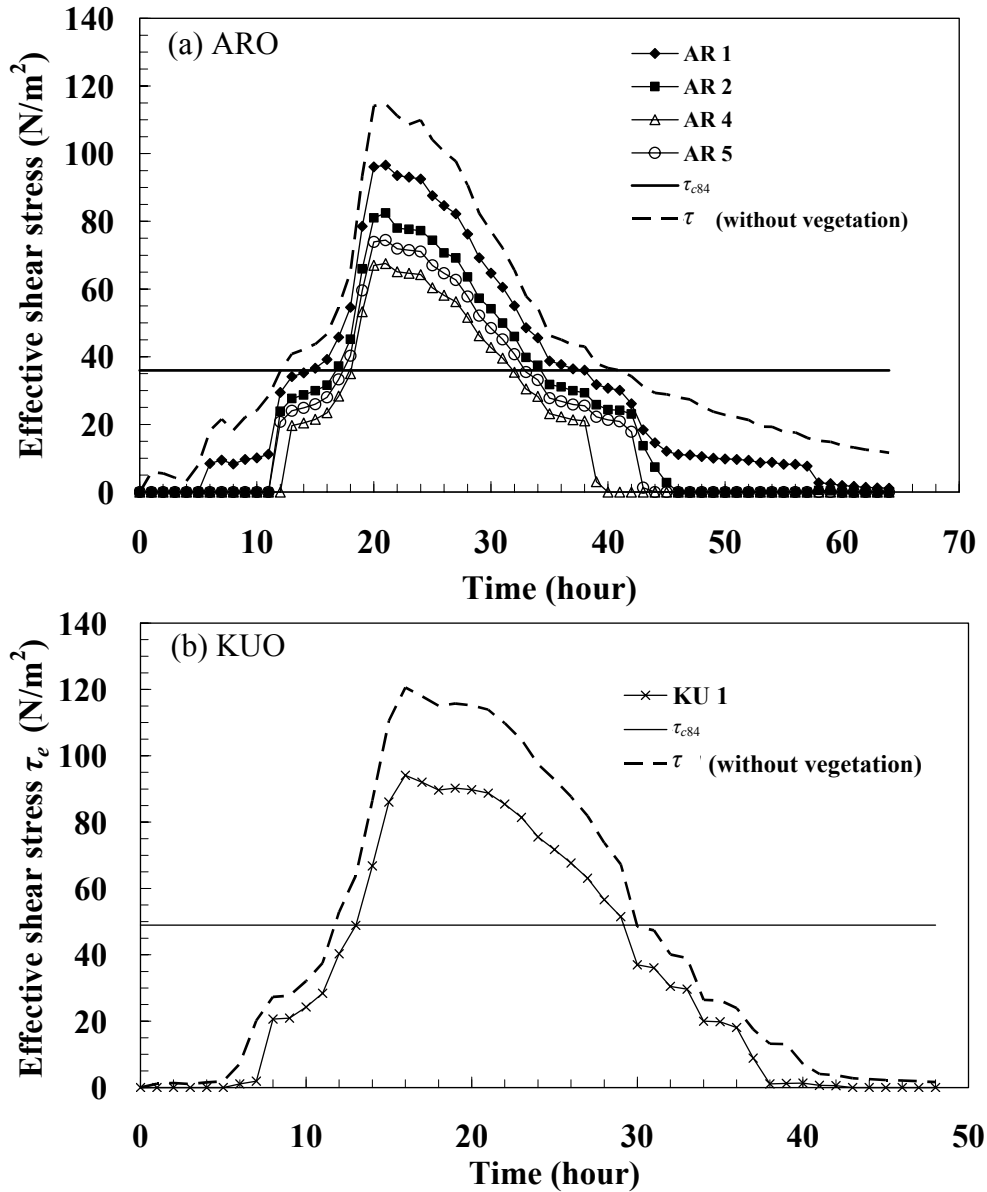 (a) ARO
Effective shear stress (N/m²)
140
120
100
80
60
40
20
0
AR 1
AR 2
AR 4
AR 5
τc84
τ (without vegetation)
0 10 20 30 40 50 60 70
Time (hour)
(b) KUO
Effective shear stress τe (N/m²)
140
120
100
80
60
40
20
0
KU 1
τc84
τ ' (without vegetation)
0 10 20 30 40 50
Time (hour)